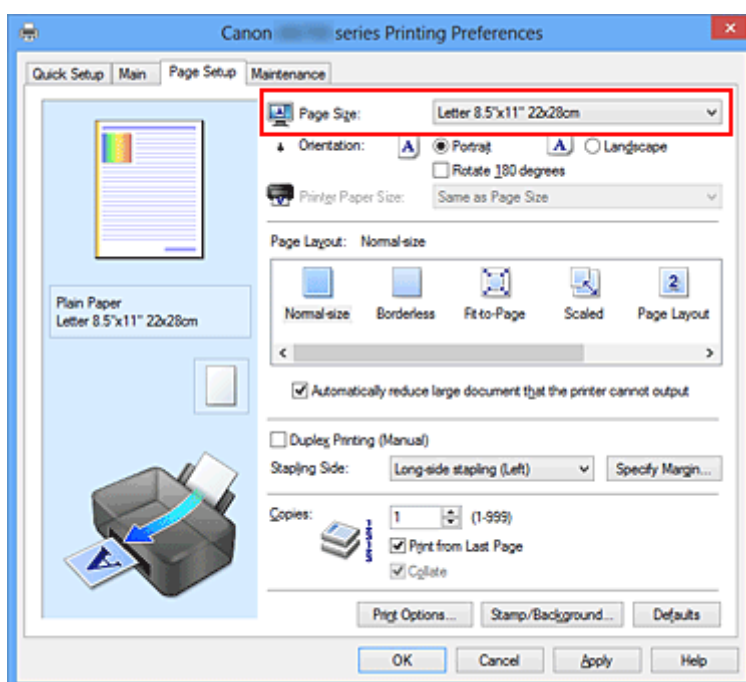 Canon series Printing Preferences
Quick Setup Main Page Setup Maintenance
Page Size: Letter 8.5"x11" 22x28cm
Orientation: A Portrait A Landscape
Rotate 180 degrees
Printer Paper Size: Same as Page Size
Page Layout: Normal-size
2
Normal-size Borderless Fit-to-Page Scaled Page Layout
Plain Paper
Letter 8.5"x11" 22x28cm
Automatically reduce large document that the printer cannot output
Duplex Printing (Manual)
Stapling Side: Long-side stapling (Left) Specify Margin...
Copies: 1 (1-999)
Print from Last Page
Collate
A
Print Options... Stamp/Background... Defaults
OK Cancel Apply Help